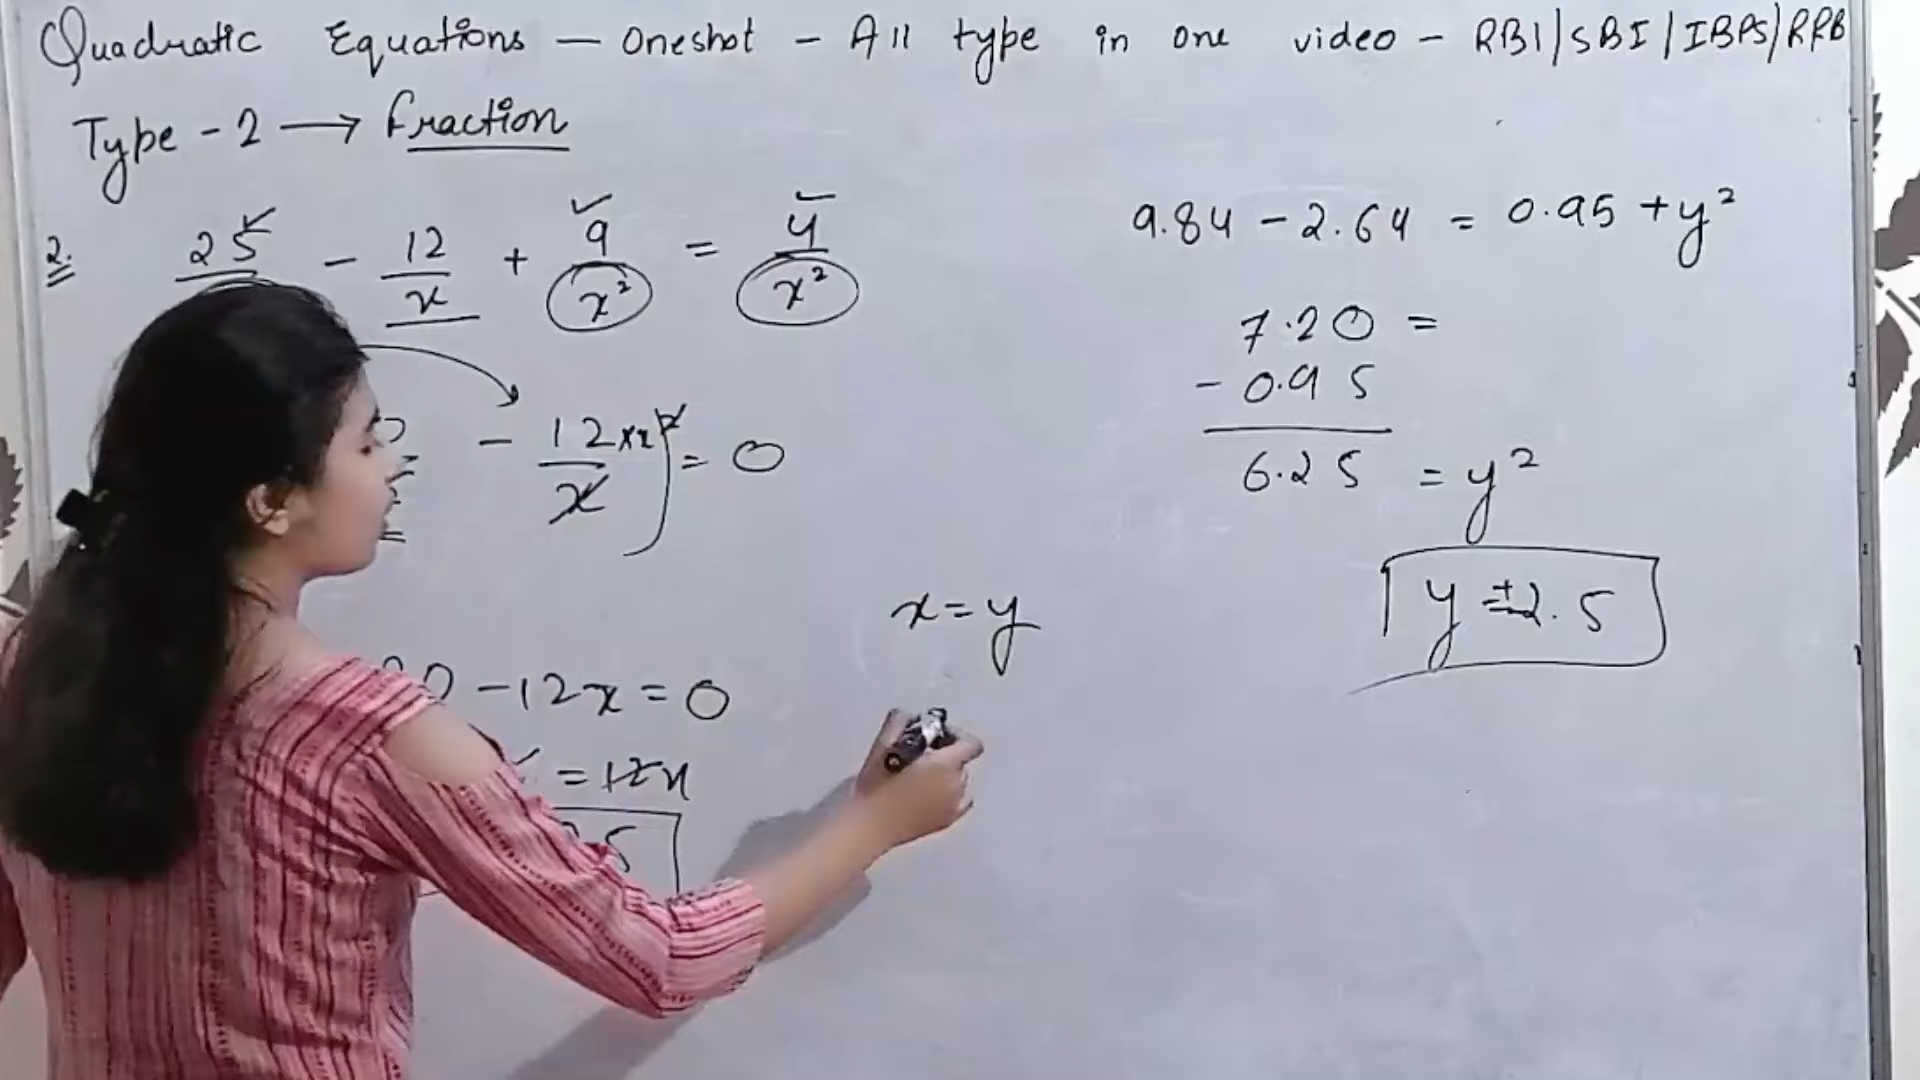 Quadratic Equations — Oneshot - All type in one video - RBI/SBI/IBPS/RRB
Type-2 → Fraction
2. 25 - 12/x + 9/x² = 4/x²
- 12×x²/x = 0
-12x = 0
= 12x
x = y
9.84 - 2.64 = 0.95 + y²
7.20 =
- 0.95
6.25 = y²
y = ±2.5